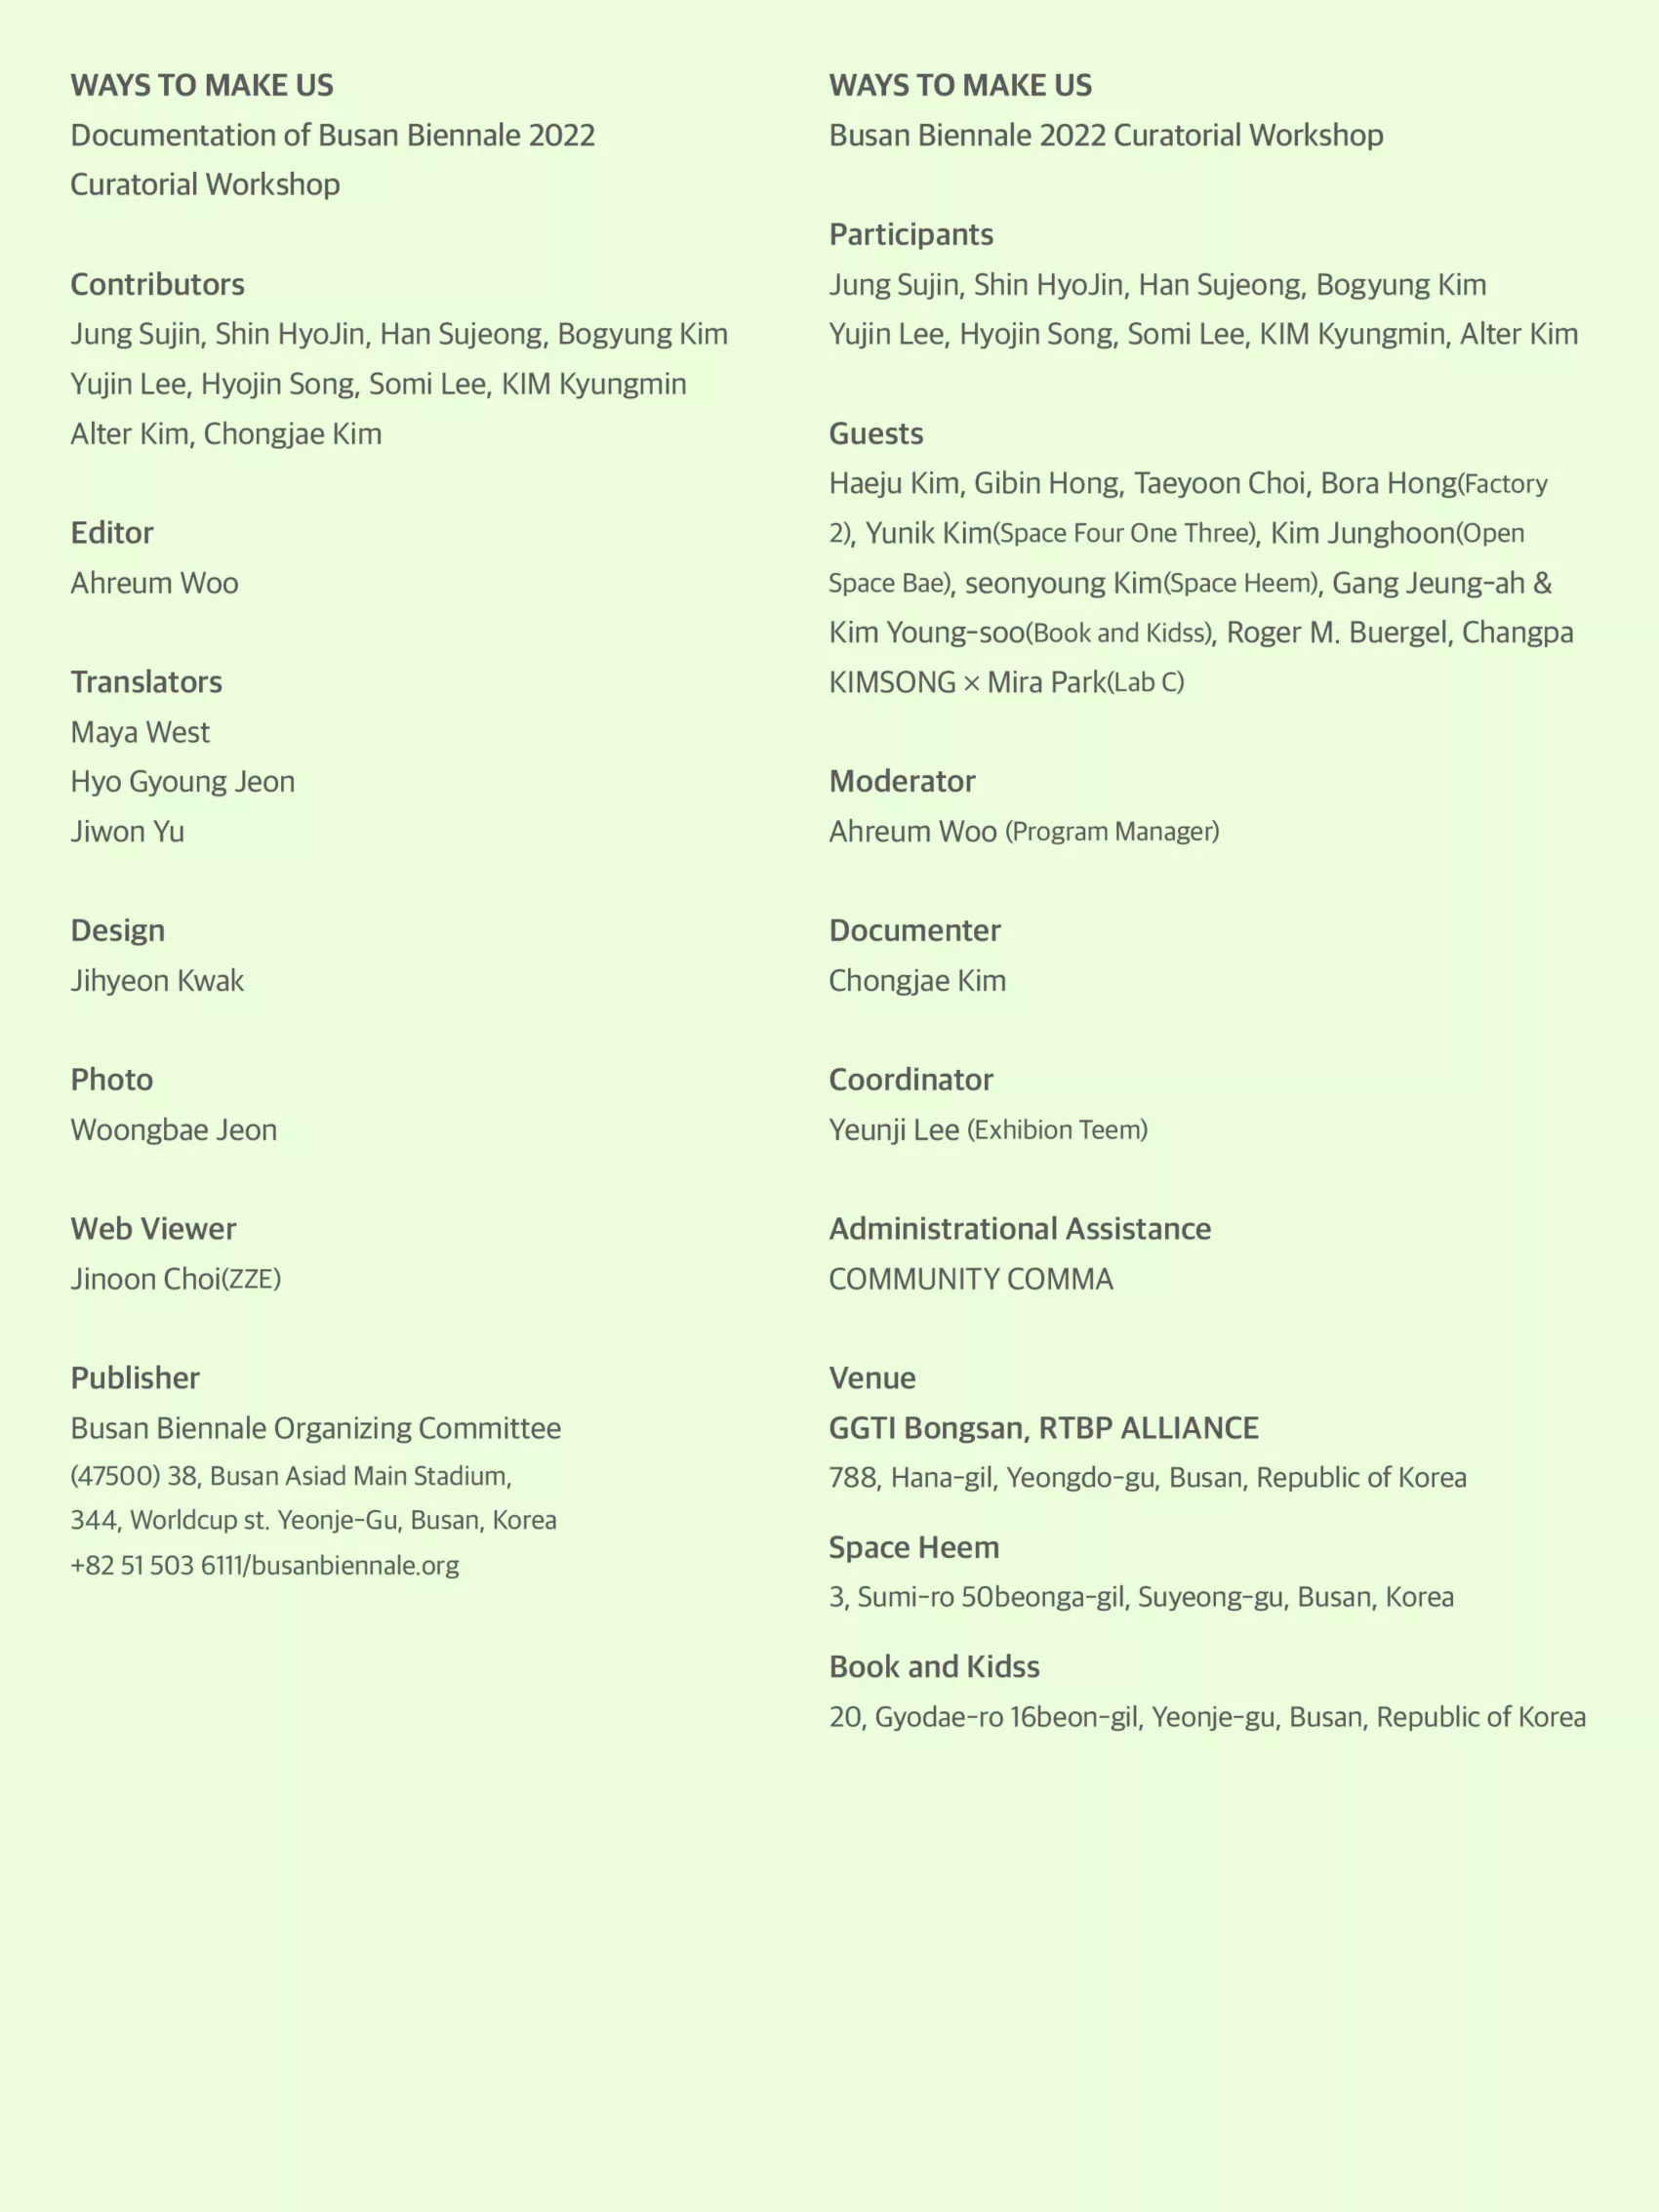 WAYS TO MAKE US
Documentation of Busan Biennale 2022
Curatorial Workshop
Contributors
Jung Sujin, Shin HyoJin, Han Sujeong, Bogyung Kim
Yujin Lee, Hyojin Song, Somi Lee, KIM Kyungmin
Alter Kim, Chongjae Kim
Editor
Ahreum Woo
Translators
Maya West
Hyo Gyoung Jeon
Jiwon Yu
Design
Jihyeon Kwak
Photo
Woongbae Jeon
Web Viewer
Jinoon Choi(ZZE)
Publisher
Busan Biennale Organizing Committee
(47500) 38, Busan Asiad Main Stadium,
344, Worldcup st. Yeonje-Gu, Busan, Korea
+82 51 503 6111/busanbiennale.org
WAYS TO MAKE US
Busan Biennale 2022 Curatorial Workshop
Participants
Jung Sujin, Shin HyoJin, Han Sujeong, Bogyung Kim
Yujin Lee, Hyojin Song, Somi Lee, KIM Kyungmin, Alter Kim
Guests
Haeju Kim, Gibin Hong, Taeyoon Choi, Bora Hong(Factory
2), Yunik Kim(Space Four One Three), Kim Junghoon(Open
Space Bae), seonyoung Kim(Space Heem), Gang Jeung-ah &
Kim Young-soo(Book and Kidss), Roger M. Buergel, Changpa
KIMSONG × Mira Park(Lab C)
Moderator
Ahreum Woo (Program Manager)
Documenter
Chongjae Kim
Coordinator
Yeunji Lee (Exhibion Teem)
Administrational Assistance
COMMUNITY COMMA
Venue
GGTI Bongsan, RTBP ALLIANCE
788, Hana-gil, Yeongdo-gu, Busan, Republic of Korea
Space Heem
3, Sumi-ro 50beonga-gil, Suyeong-gu, Busan, Korea
Book and Kidss
20, Gyodae-ro 16beon-gil, Yeonje-gu, Busan, Republic of Korea